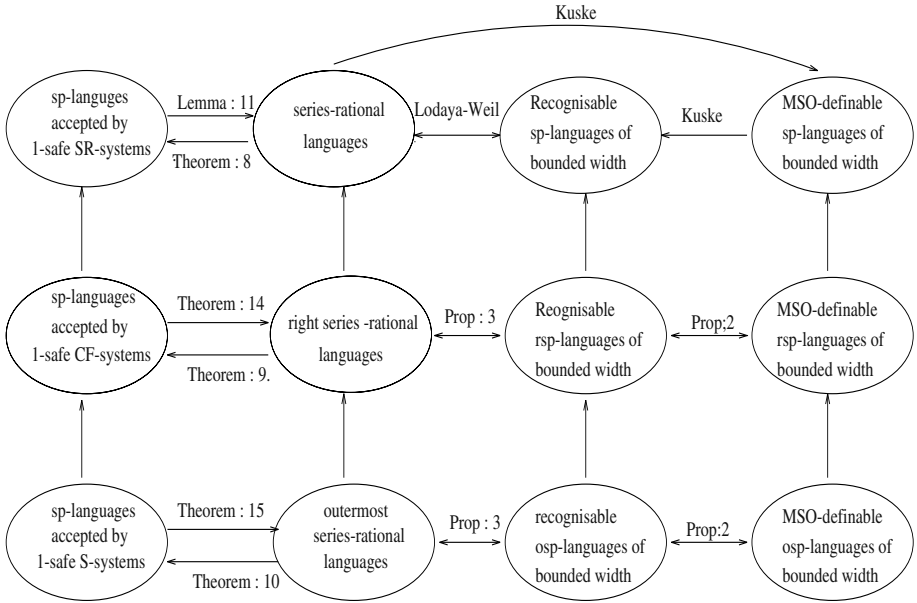 Kuske
sp-languges
accepted by
1-safe SR-systems
Lemma : 11
Theorem : 8
series-rational
languages
Lodaya-Weil
Recognisable
sp-languages of
bounded width
Kuske
MSO-definable
sp-languages of
bounded width
sp-languages
accepted by
1-safe CF-systems
Theorem : 14
Theorem : 9.
right series -rational
languages
Prop : 3
Reognisable
rsp-languages of
bounded width
Prop;2
MSO-definable
rsp-languages of
bounded width
sp-languages
accepted by
1-safe S-systems
Theorem : 15
Theorem : 10
outermost
series-rational
languages
Prop : 3
recognisable
osp-languages of
bounded width
Prop:2
MSO-definable
osp-languages of
bounded width